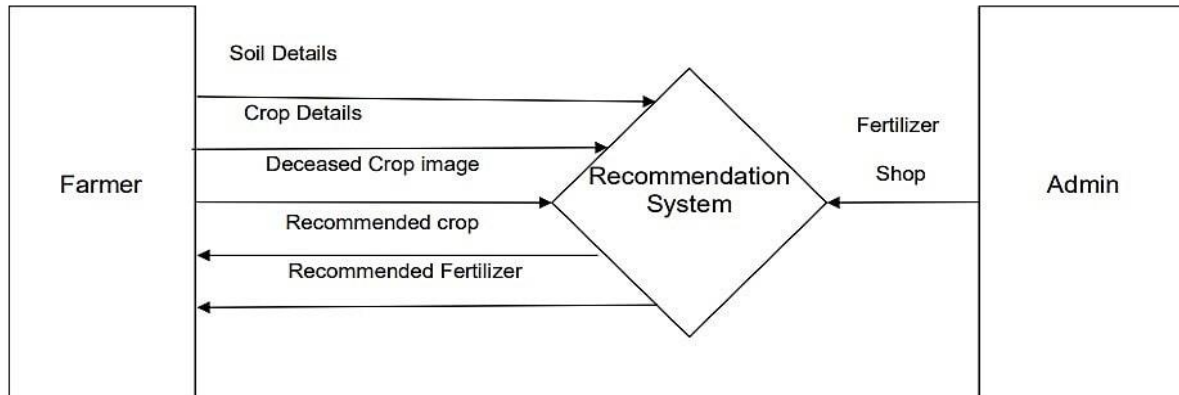 Soil Details
Crop Details
Deceased Crop image
Recommended crop
Recommended Fertilizer
Farmer
Recommendation
System
Fertilizer
Shop
Admin